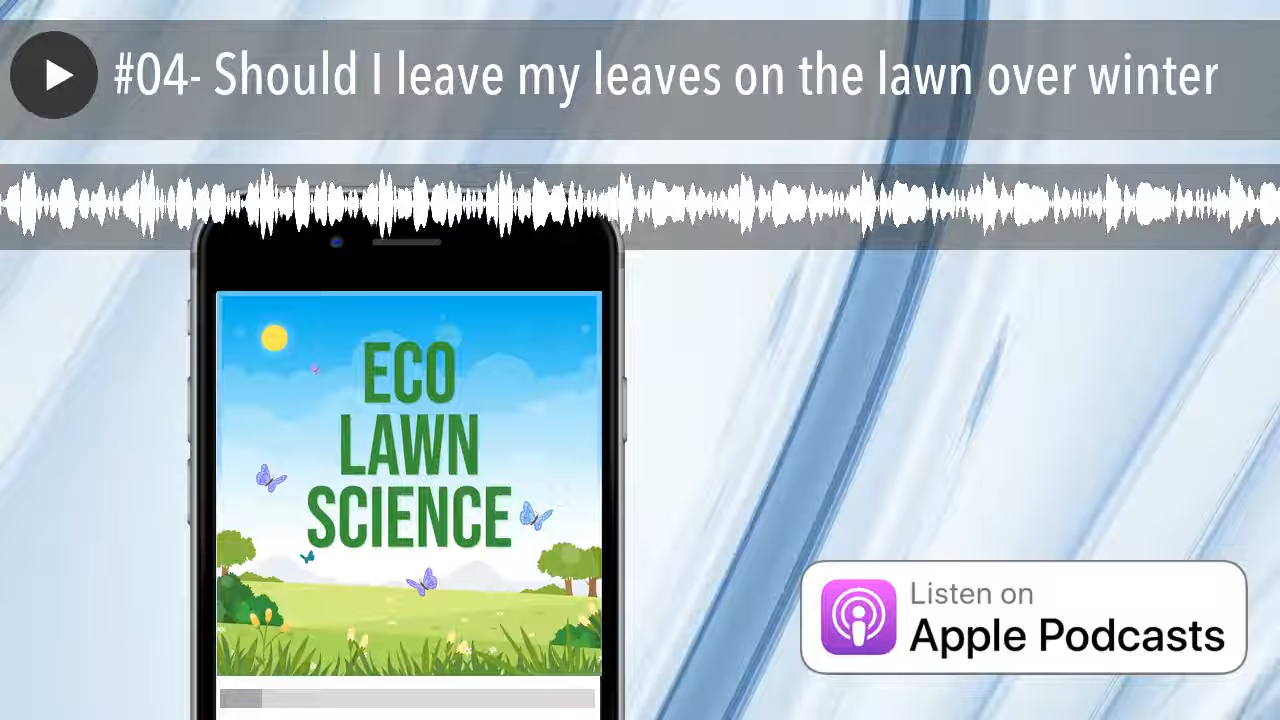 #04- Should I leave my leaves on the lawn over winter
ECO
LAWN
SCIENCE
Listen on
Apple Podcasts